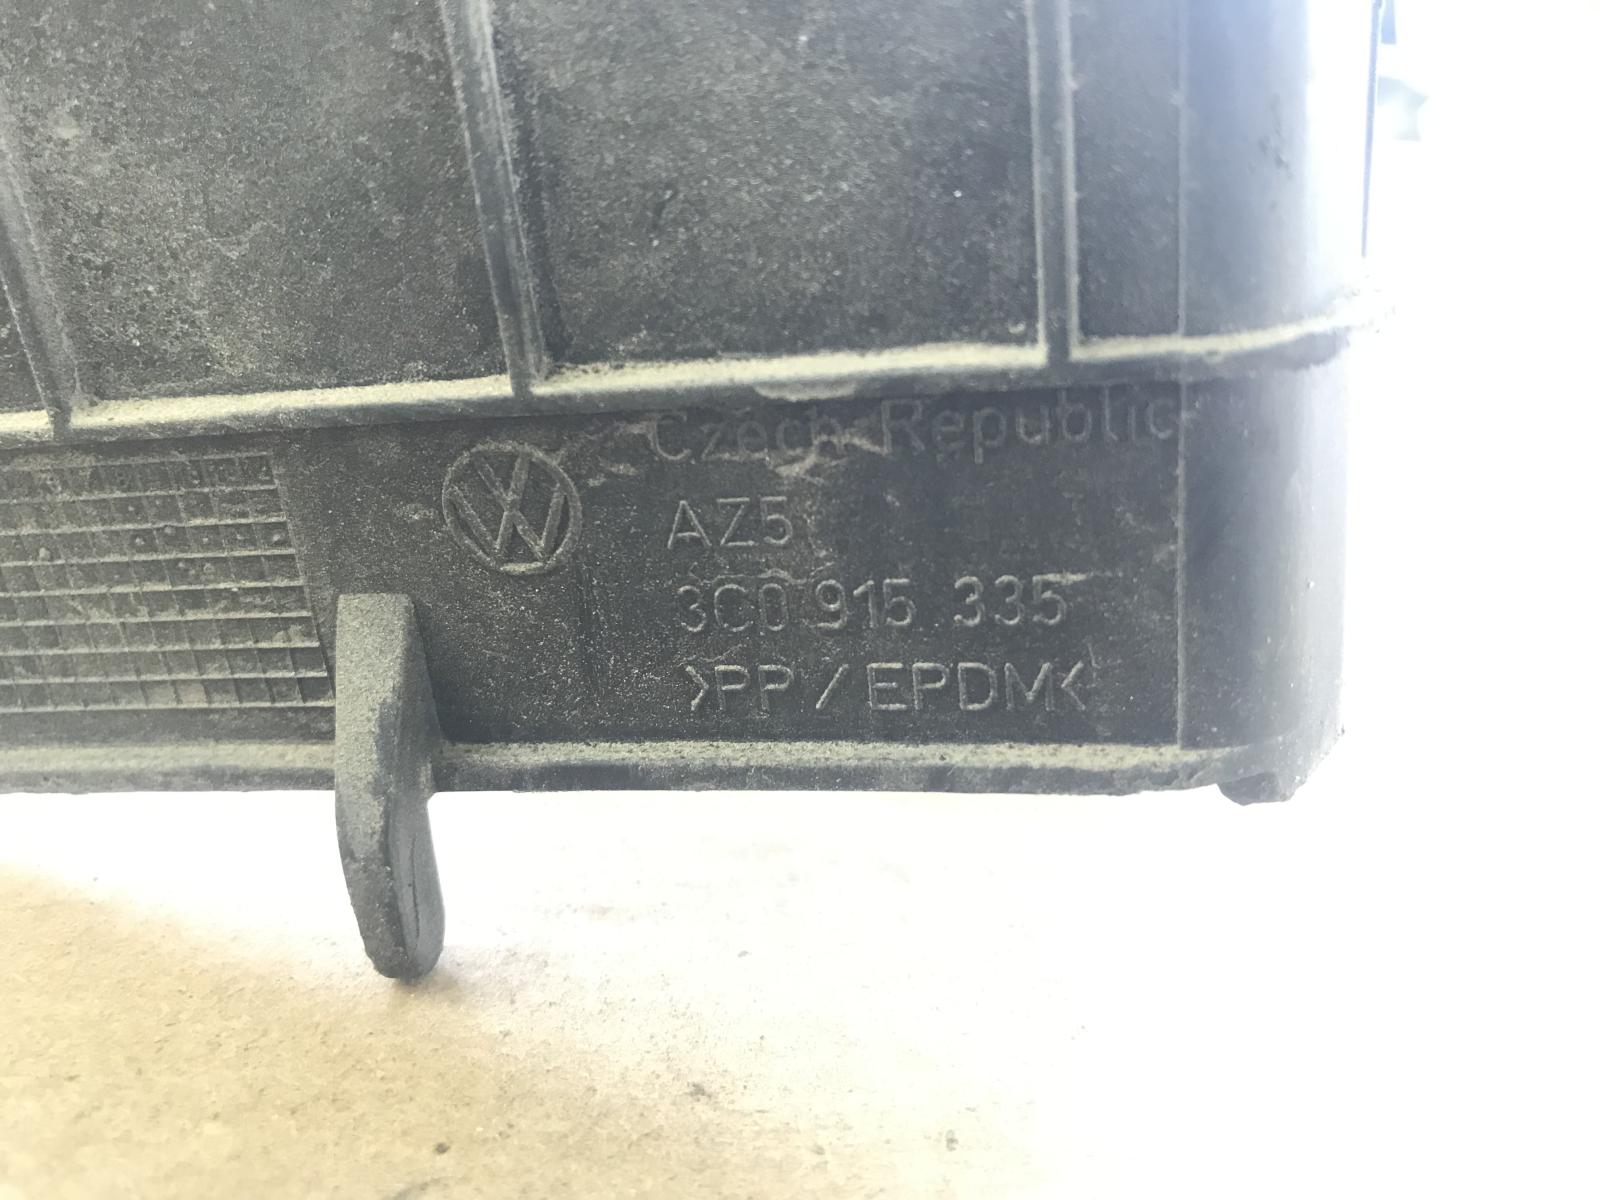 Czech Republic
AZ5
3C0 915 335
>PP/EPDM<